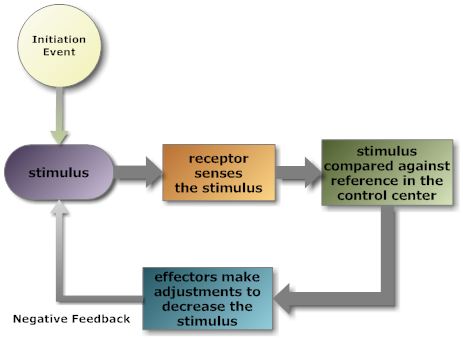 Initiation
Event
stimulus
receptor
senses
the stimulus
stimulus
compared against
reference in the
control center
effectors make
adjustments to
decrease the
stimulus
Negative Feedback